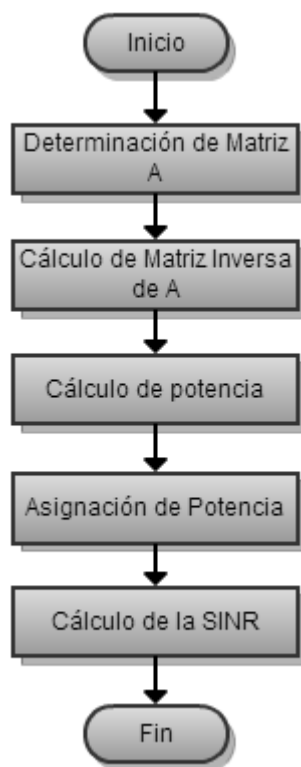 Inicio
Determinación de Matriz
A
Cálculo de Matriz Inversa
de A
Cálculo de potencia
Asignación de Potencia
Cálculo de la SINR
Fin